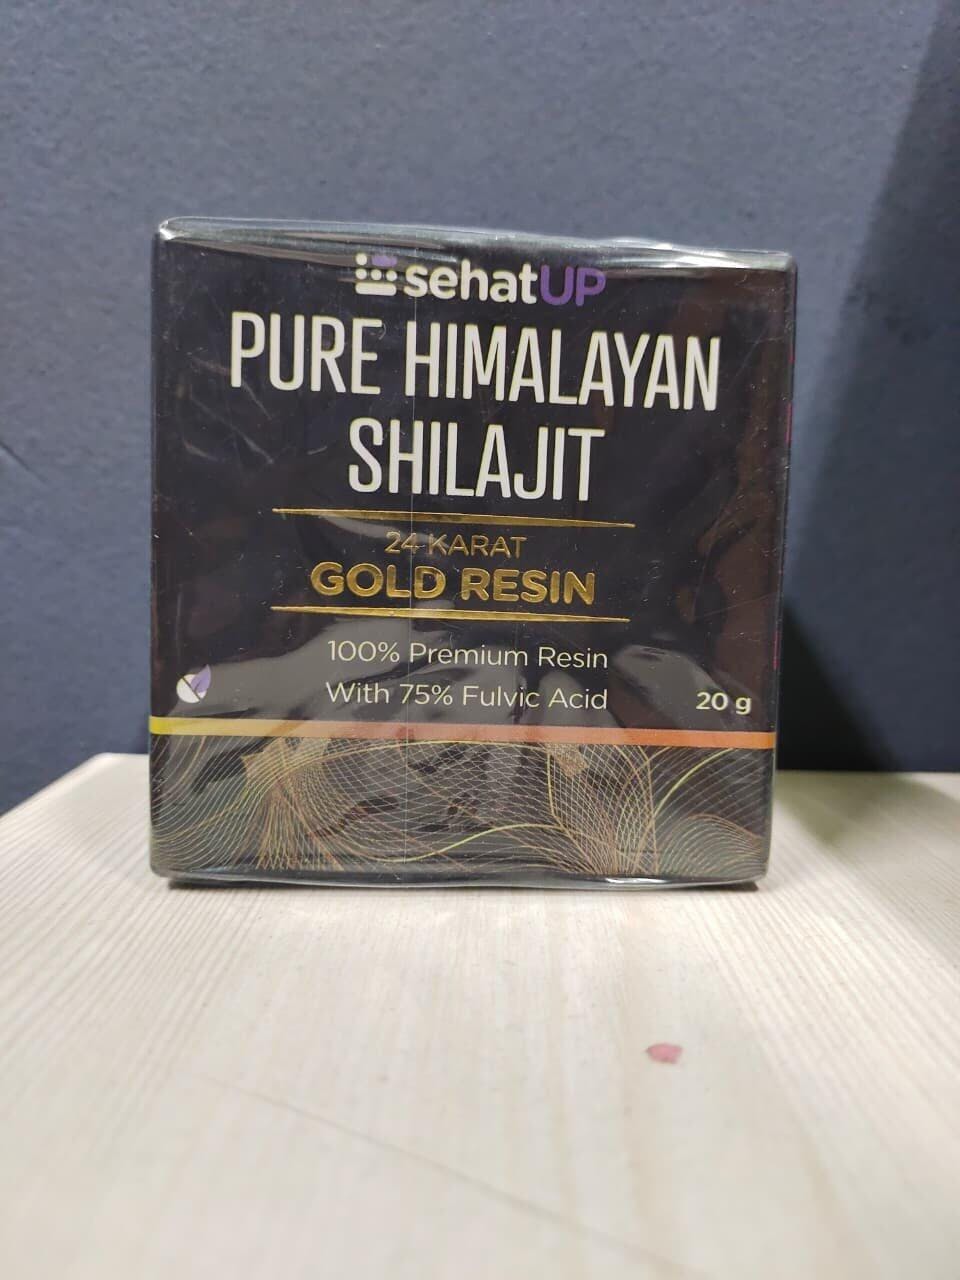 sehatUP
PURE HIMALAYAN
SHILAJIT
24 KARAT
GOLD RESIN
100% Premium Resin
With 75% Fulvic Acid
20 g